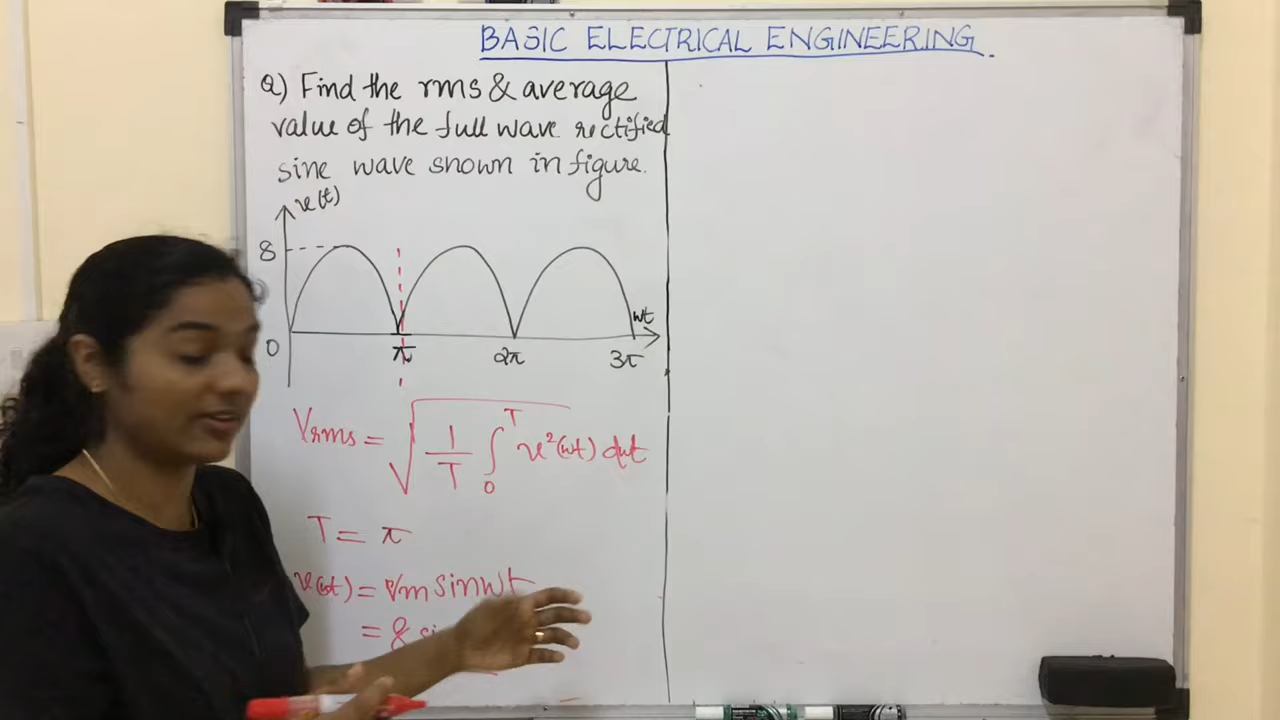 BASIC ELECTRICAL ENGINEERING.
Q) Find the rms & average
value of the full wave rectified
sine wave shown in figure.
v(t)
8
ωt
0
π
2π
3π
Vrms = √ 1/T ∫₀ᵀ v²(ωt) dωt
T = π
v(ωt) = Vm sinωt
= 8